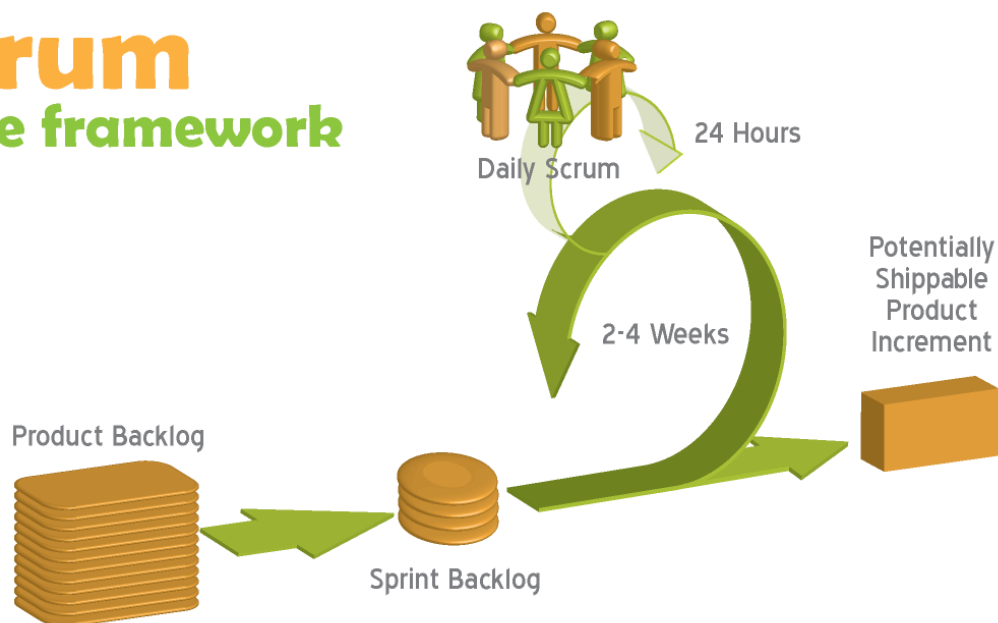 rum
e framework
24 Hours
Daily Scrum
Potentially
Shippable
Product
Increment
2-4 Weeks
Product Backlog
Sprint Backlog